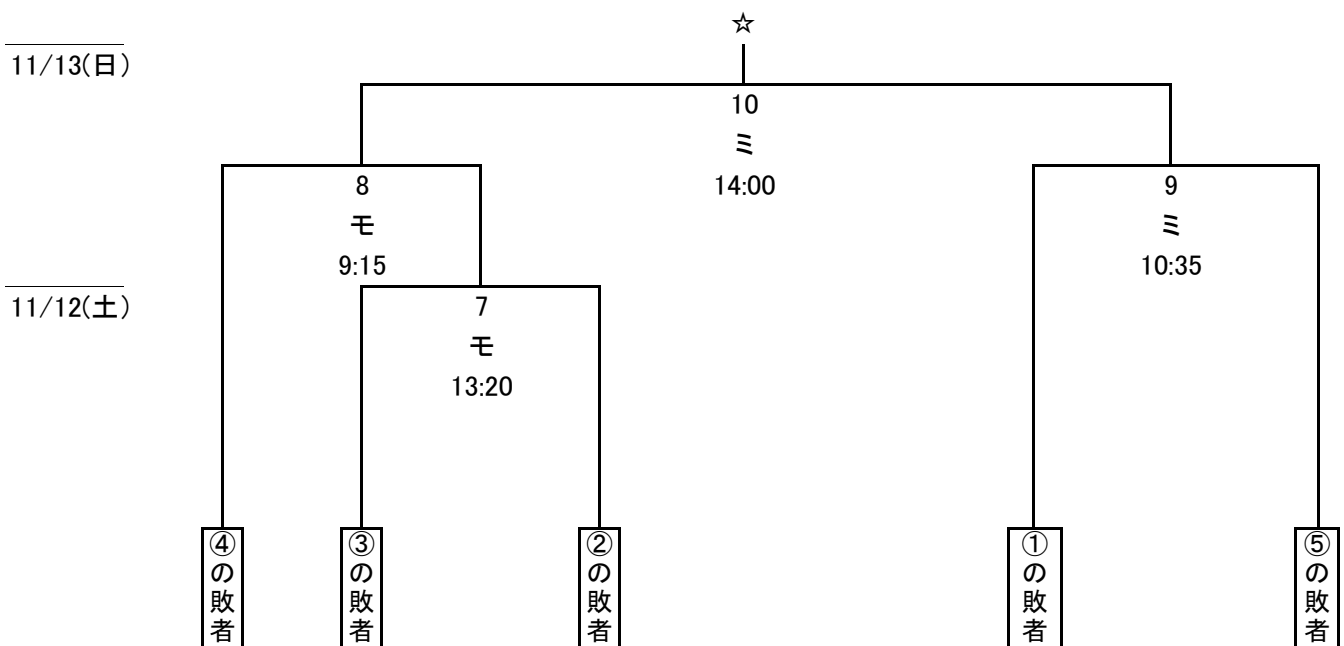 ☆
11/13(日)
10
ミ
14:00
8
モ
9:15
9
ミ
10:35
11/12(土)
7
モ
13:20
④の敗者
③の敗者
②の敗者
①の敗者
⑤の敗者